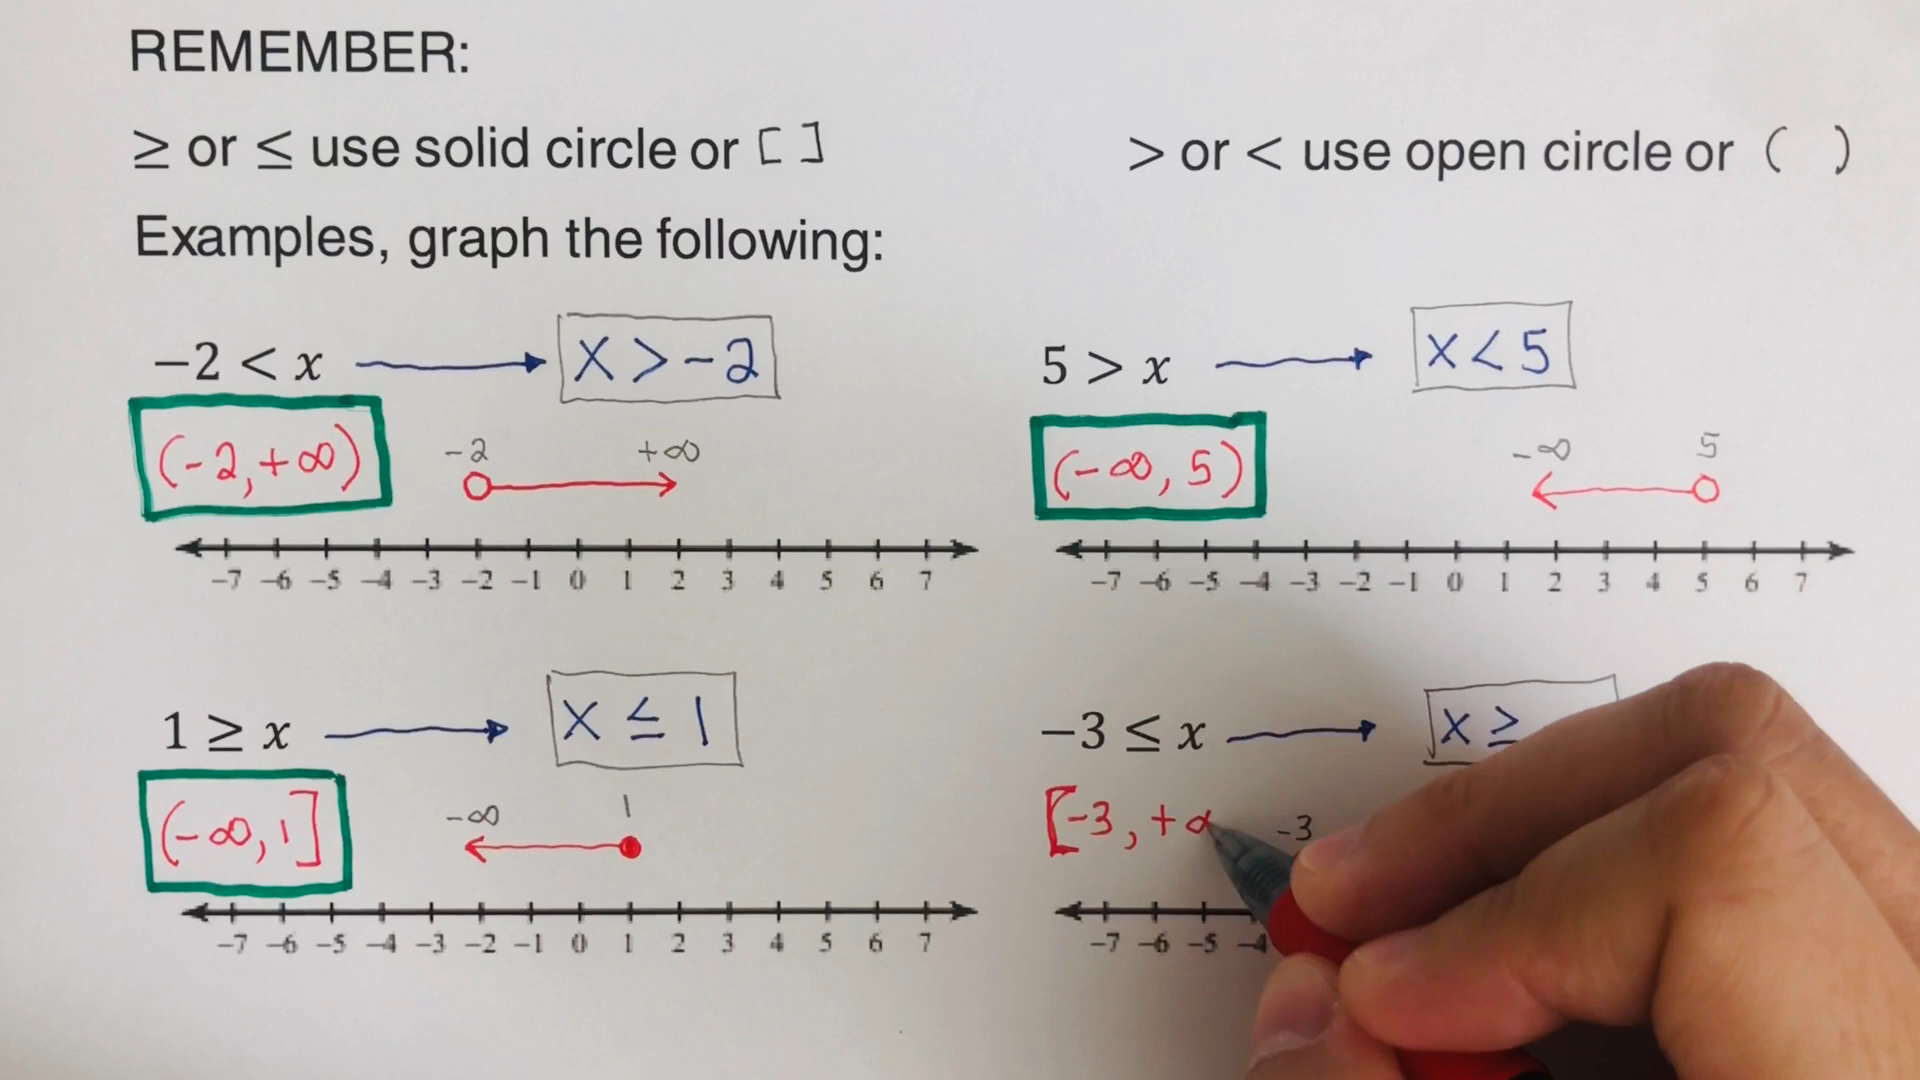 REMEMBER:
≥ or ≤ use solid circle or [ ]
> or < use open circle or ( )
Examples, graph the following:
−2 < x
x > -2
(-2, +∞)
-2
+∞
−7 −6 −5 −4 −3 −2 −1 0 1 2 3 4 5 6 7
5 > x
x < 5
(-∞, 5)
-∞
5
−7 −6 −5 −4 −3 −2 −1 0 1 2 3 4 5 6 7
1 ≥ x
x ≤ 1
(-∞, 1]
-∞
1
−7 −6 −5 −4 −3 −2 −1 0 1 2 3 4 5 6 7
−3 ≤ x
x ≥
[-3, +
-3
−7 −6 −5 −4